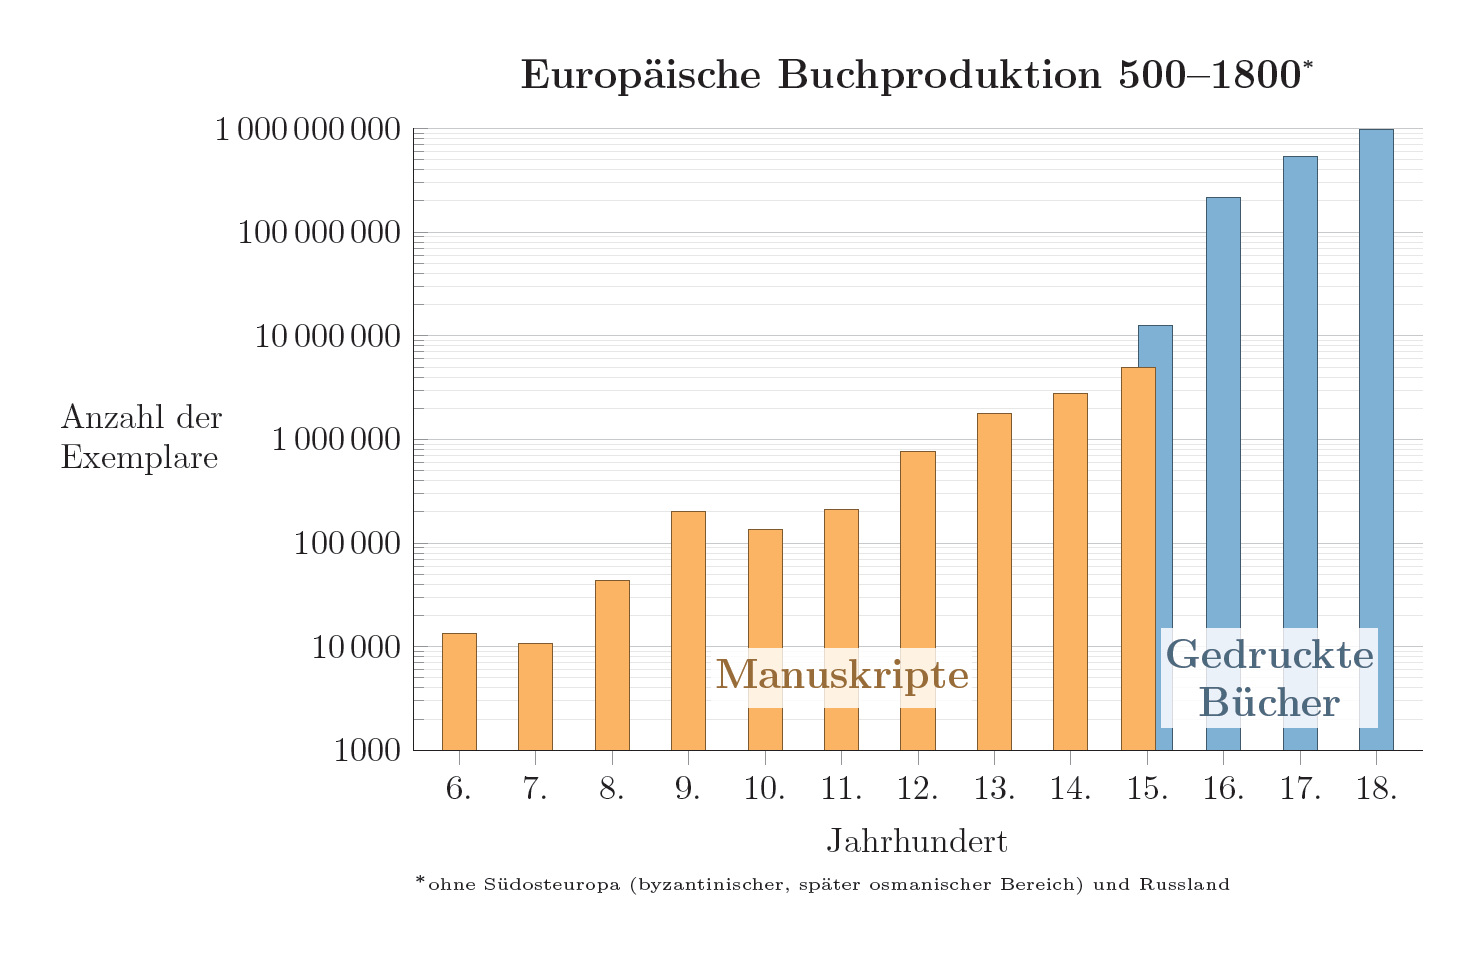 Europäische Buchproduktion 500–1800*
1 000 000 000
100 000 000
10 000 000
Anzahl der
Exemplare
1 000 000
100 000
10 000
1000
Manuskripte
Gedruckte
Bücher
6. 7. 8. 9. 10. 11. 12. 13. 14. 15. 16. 17. 18.
Jahrhundert
*ohne Südosteuropa (byzantinischer, später osmanischer Bereich) und Russland